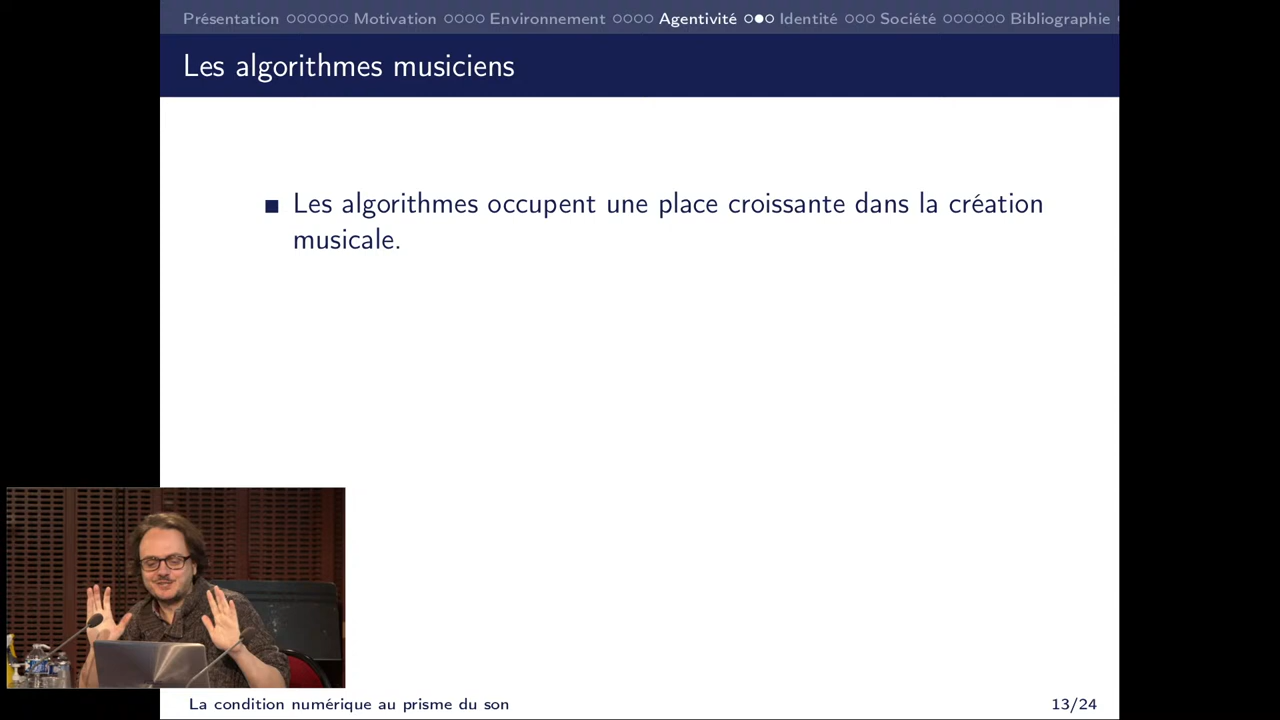 Présentation Motivation Environnement Agentivité Identité Société Bibliographie
Les algorithmes musiciens
Les algorithmes occupent une place croissante dans la création
musicale.
La condition numérique au prisme du son
13/24